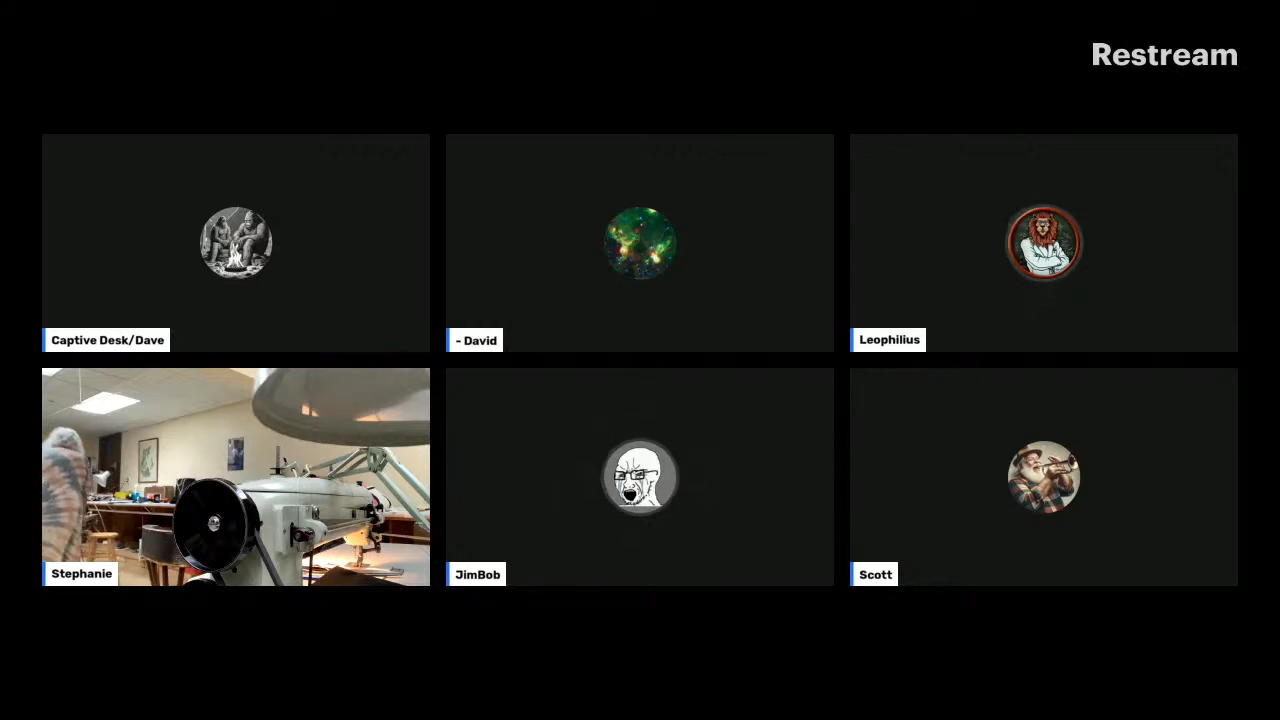 Restream
Captive Desk/Dave
- David
Leophilius
Stephanie
JimBob
Scott